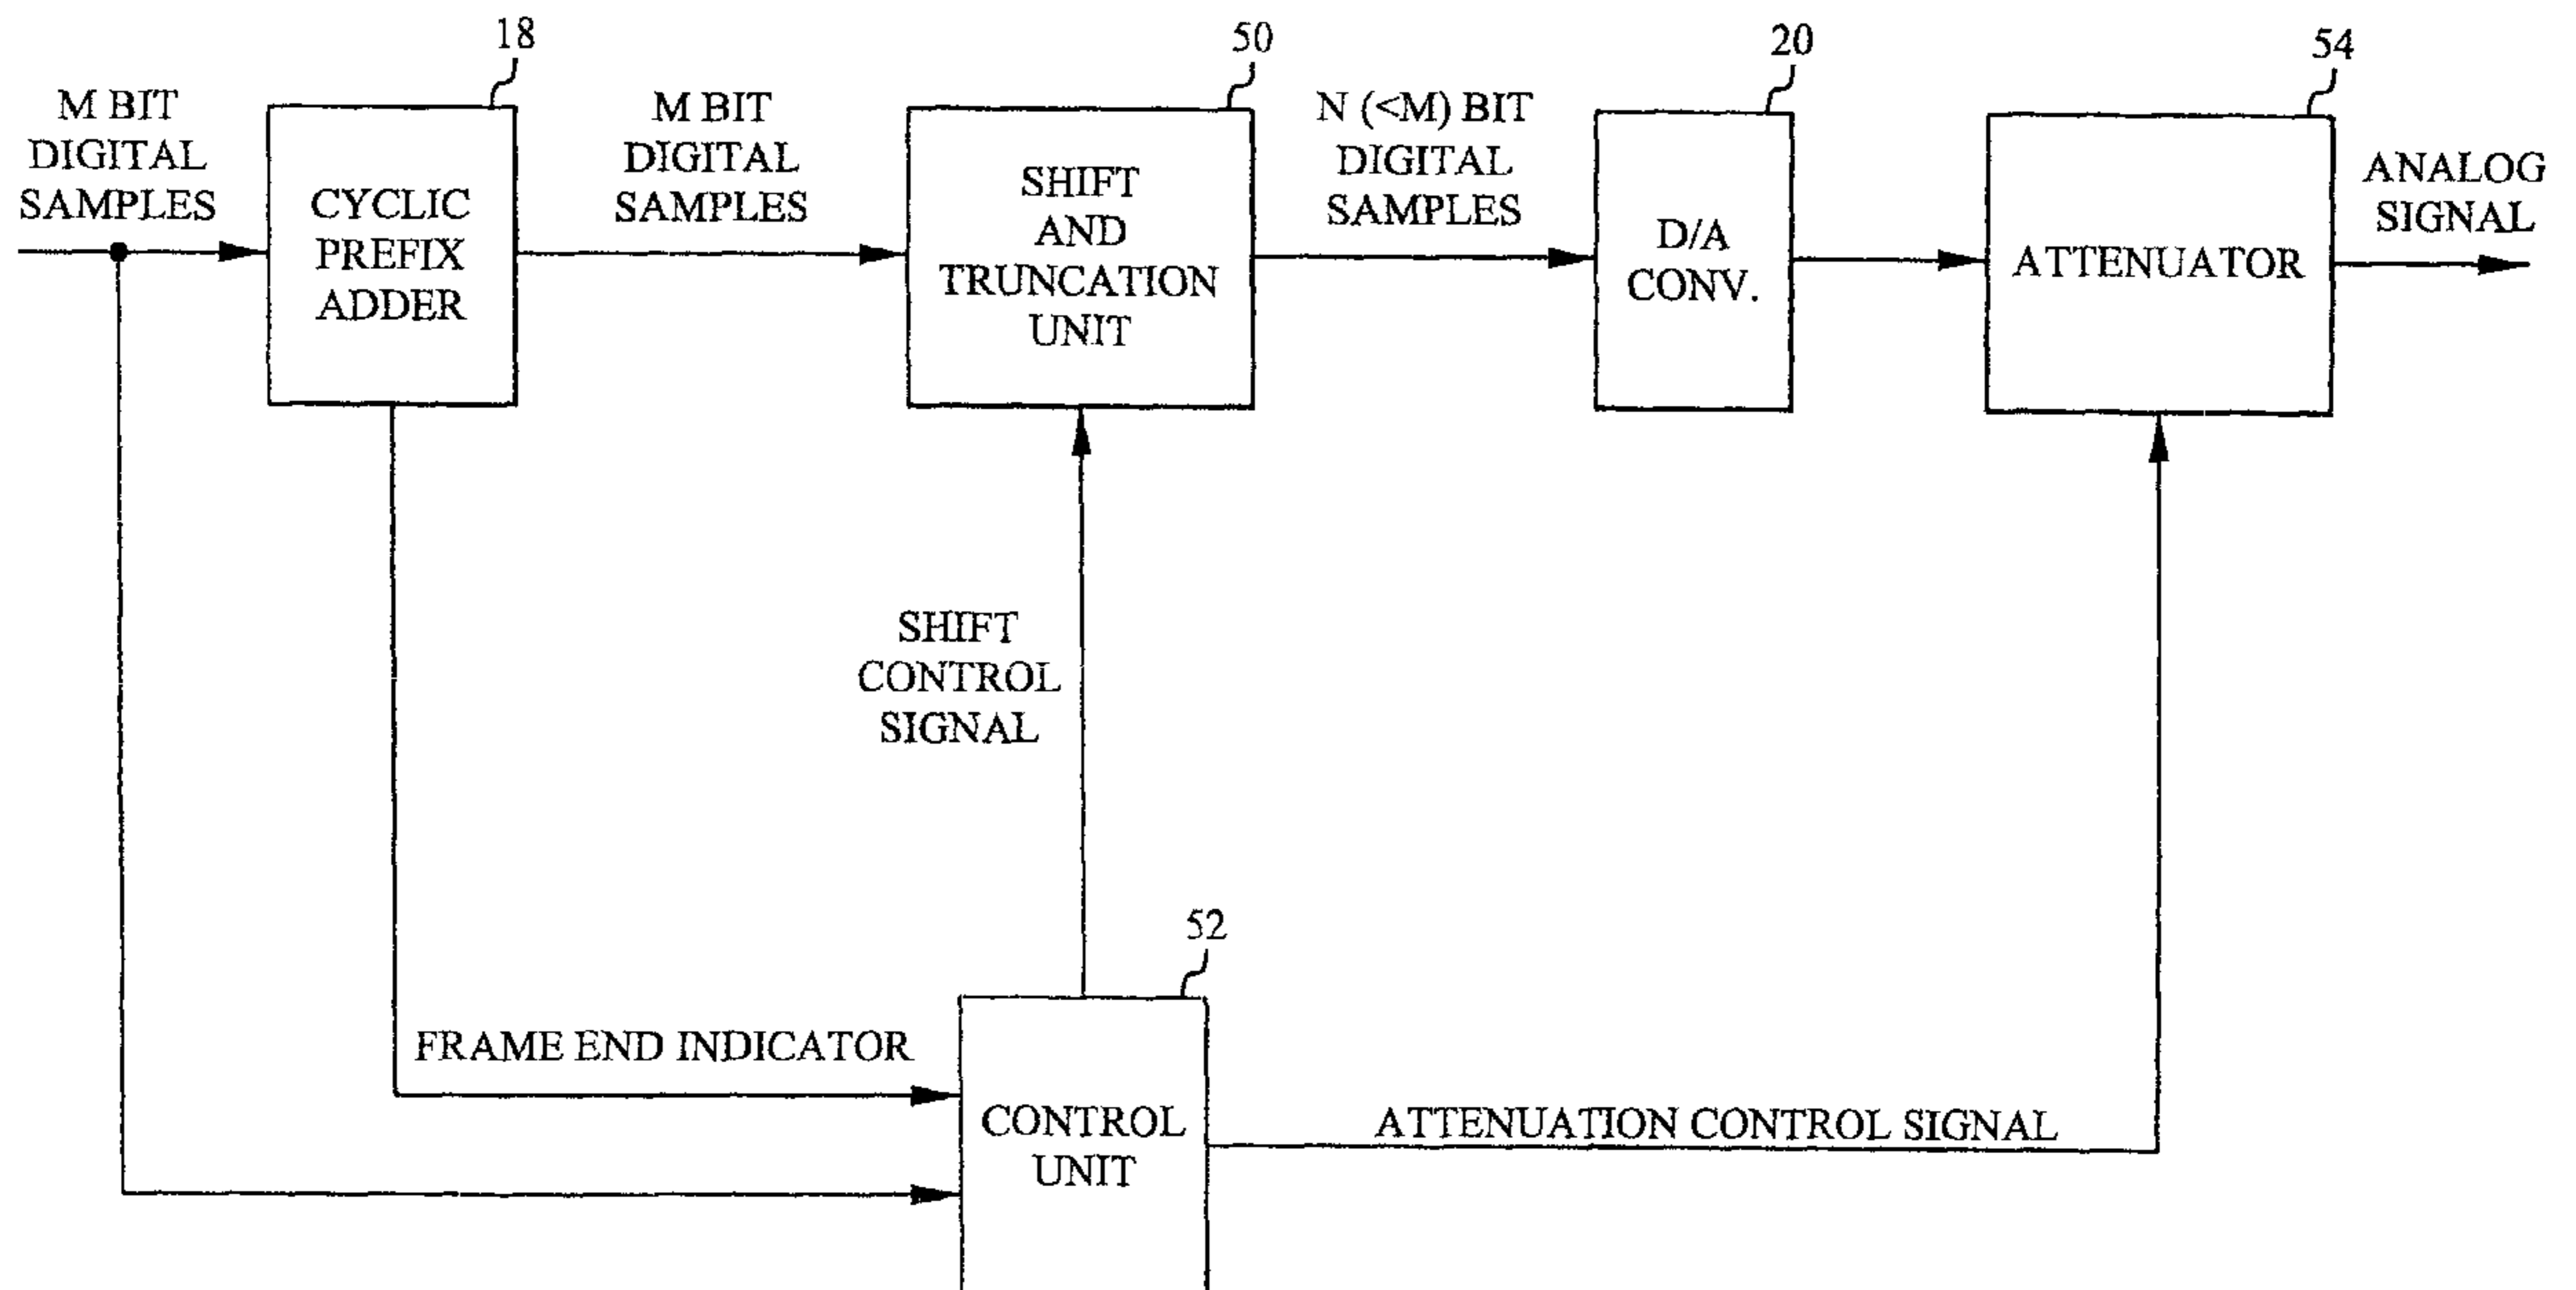 18
50
20
54
M BIT
DIGITAL
SAMPLES
CYCLIC
PREFIX
ADDER
M BIT
DIGITAL
SAMPLES
SHIFT
AND
TRUNCATION
UNIT
N (<M) BIT
DIGITAL
SAMPLES
D/A
CONV.
ATTENUATOR
ANALOG
SIGNAL
SHIFT
CONTROL
SIGNAL
52
FRAME END INDICATOR
CONTROL
UNIT
ATTENUATION CONTROL SIGNAL